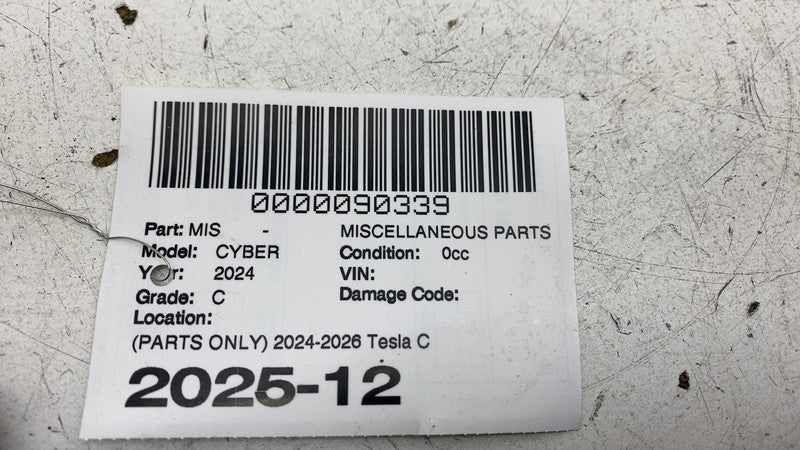 0000090339
Part: MIS - MISCELLANEOUS PARTS
Model: CYBER Condition: 0cc
Year: 2024 VIN:
Grade: C Damage Code:
Location:
(PARTS ONLY) 2024-2026 Tesla C
2025-12